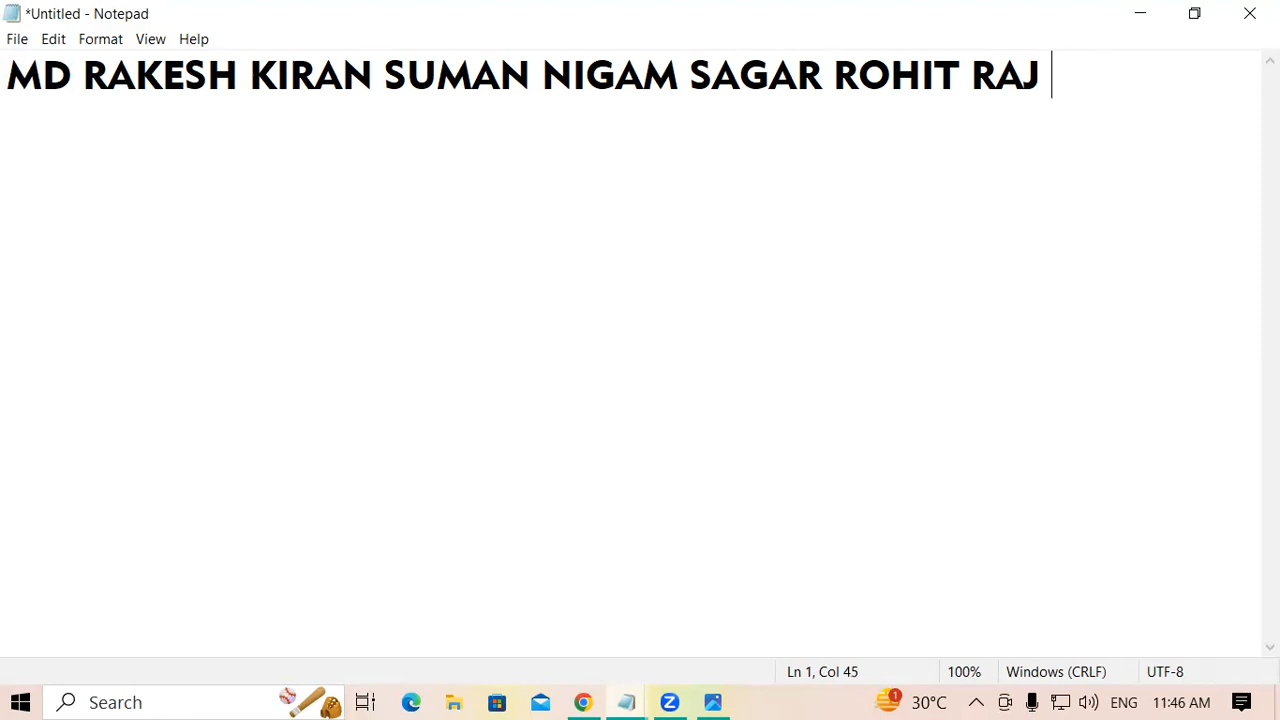 *Untitled - Notepad
File Edit Format View Help
MD RAKESH KIRAN SUMAN NIGAM SAGAR ROHIT RAJ
Ln 1, Col 45 100% Windows (CRLF) UTF-8
Search 1 30°C ENG 11:46 AM